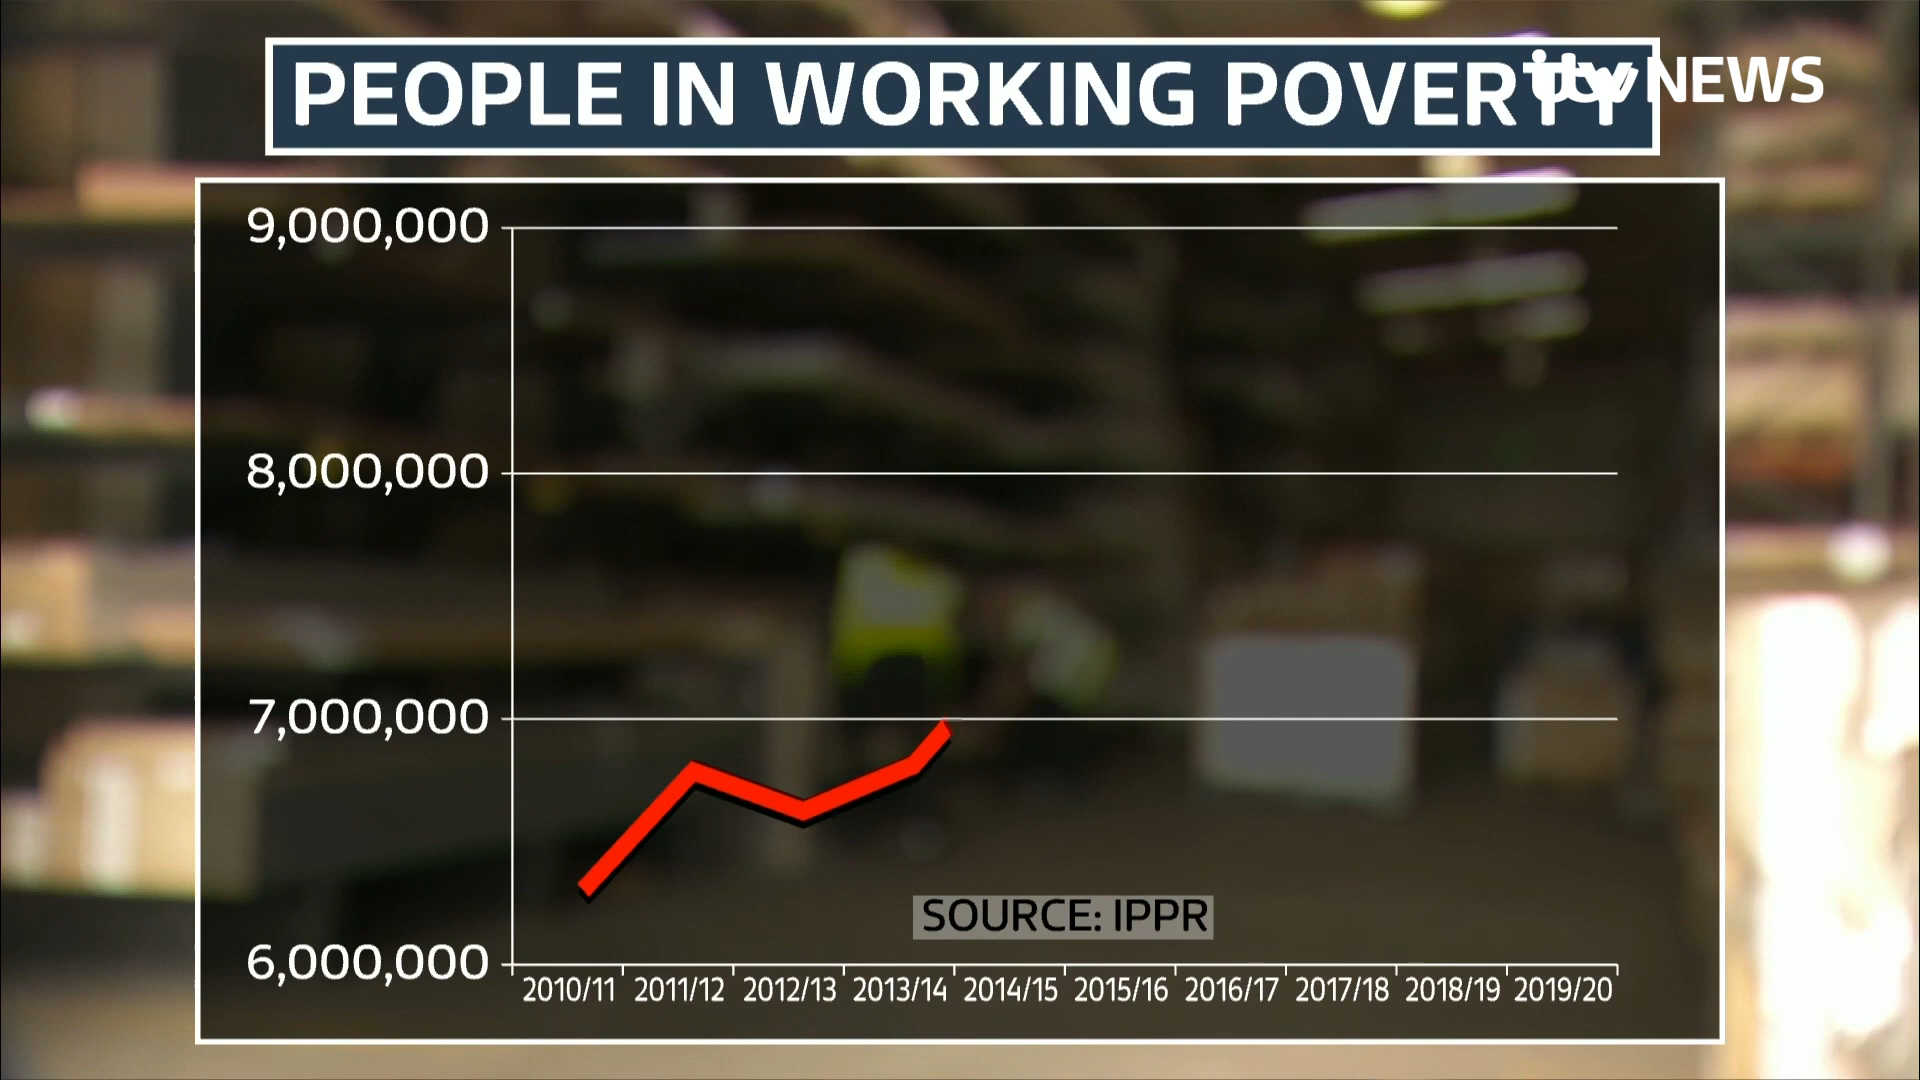 PEOPLE IN WORKING POVERTY
itv NEWS
9,000,000
8,000,000
7,000,000
6,000,000
SOURCE: IPPR
2010/11 2011/12 2012/13 2013/14 2014/15 2015/16 2016/17 2017/18 2018/19 2019/20